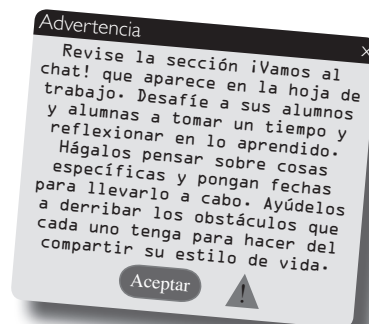 Advertencia
×
Revise la sección ¡Vamos al
chat! que aparece en la hoja de
trabajo. Desafíe a sus alumnos
y alumnas a tomar un tiempo y
reflexionar en lo aprendido.
Hágalos pensar sobre cosas
específicas y pongan fechas
para llevarlo a cabo. Ayúdelos
a derribar los obstáculos que
cada uno tenga para hacer del
compartir su estilo de vida.
Aceptar
!